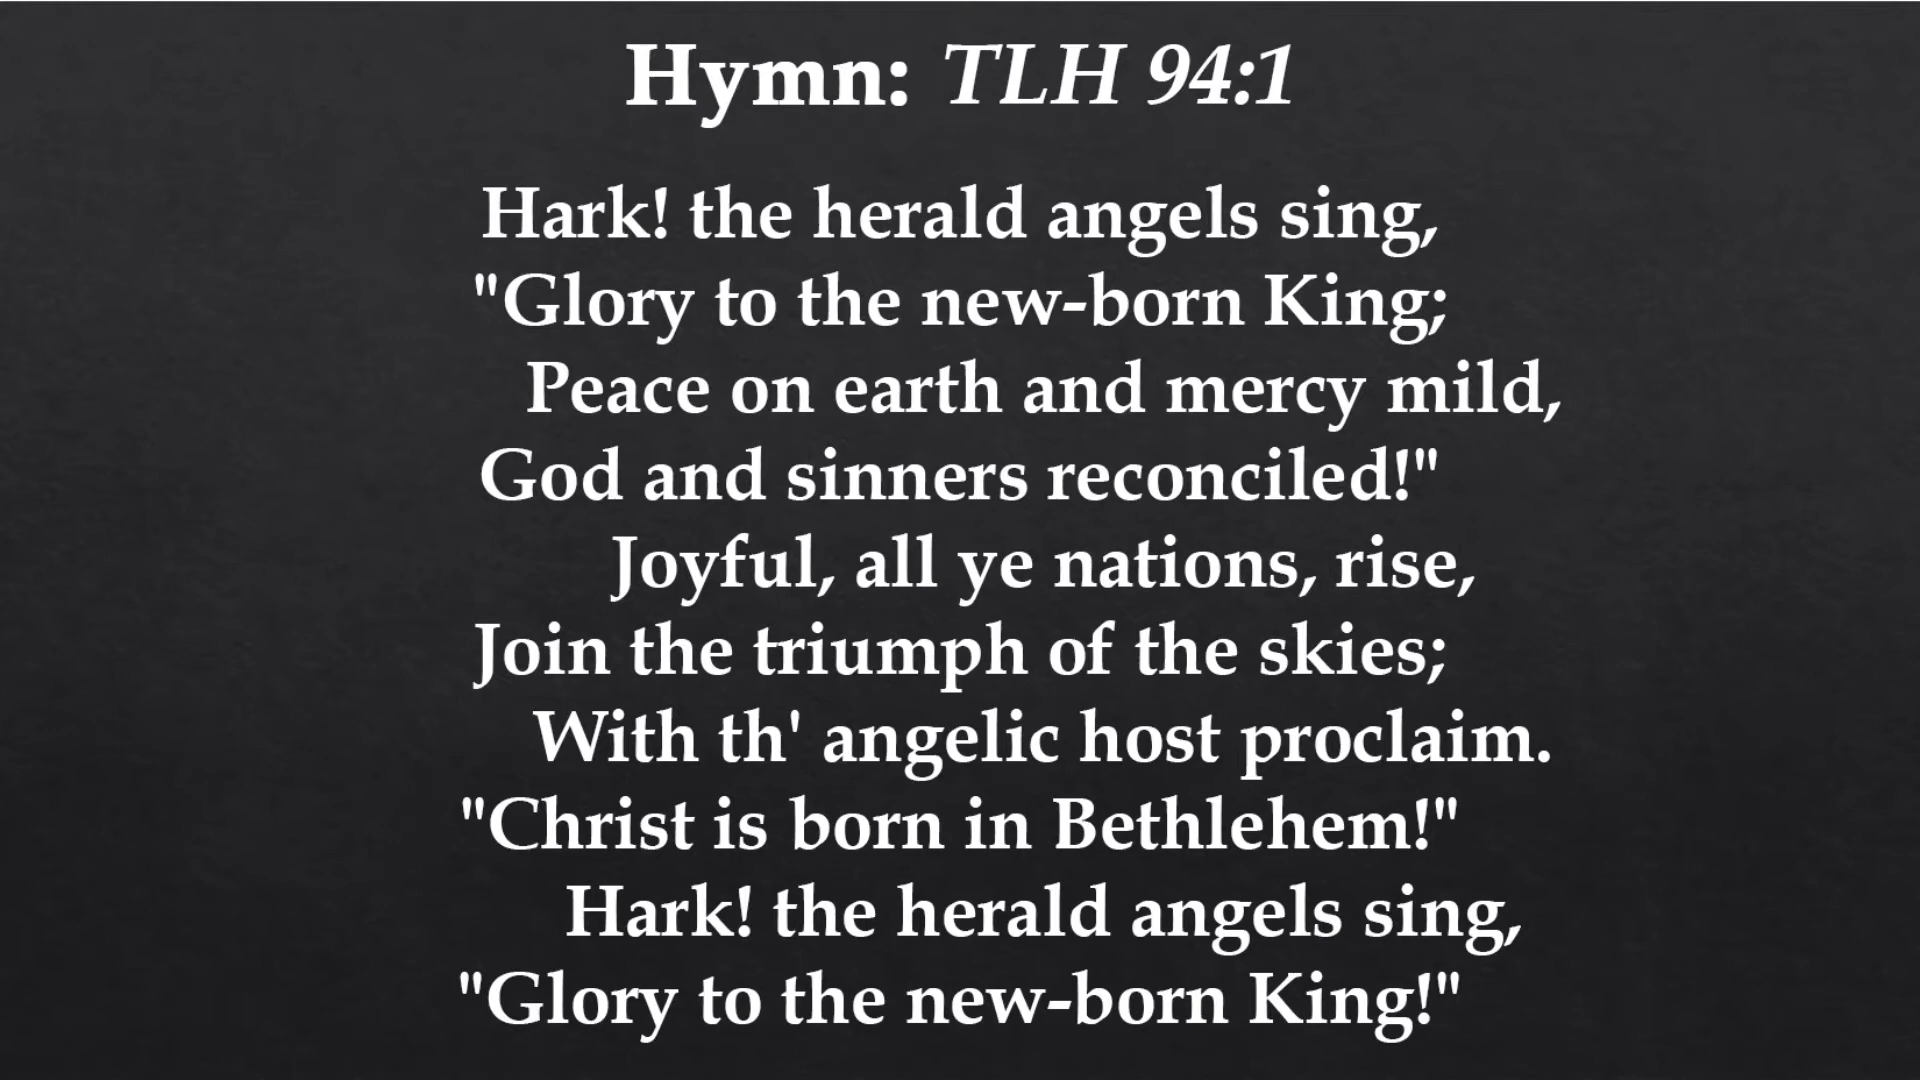 Hymn: TLH 94:1
Hark! the herald angels sing,
"Glory to the new-born King;
Peace on earth and mercy mild,
God and sinners reconciled!"
Joyful, all ye nations, rise,
Join the triumph of the skies;
With th' angelic host proclaim.
"Christ is born in Bethlehem!"
Hark! the herald angels sing,
"Glory to the new-born King!"